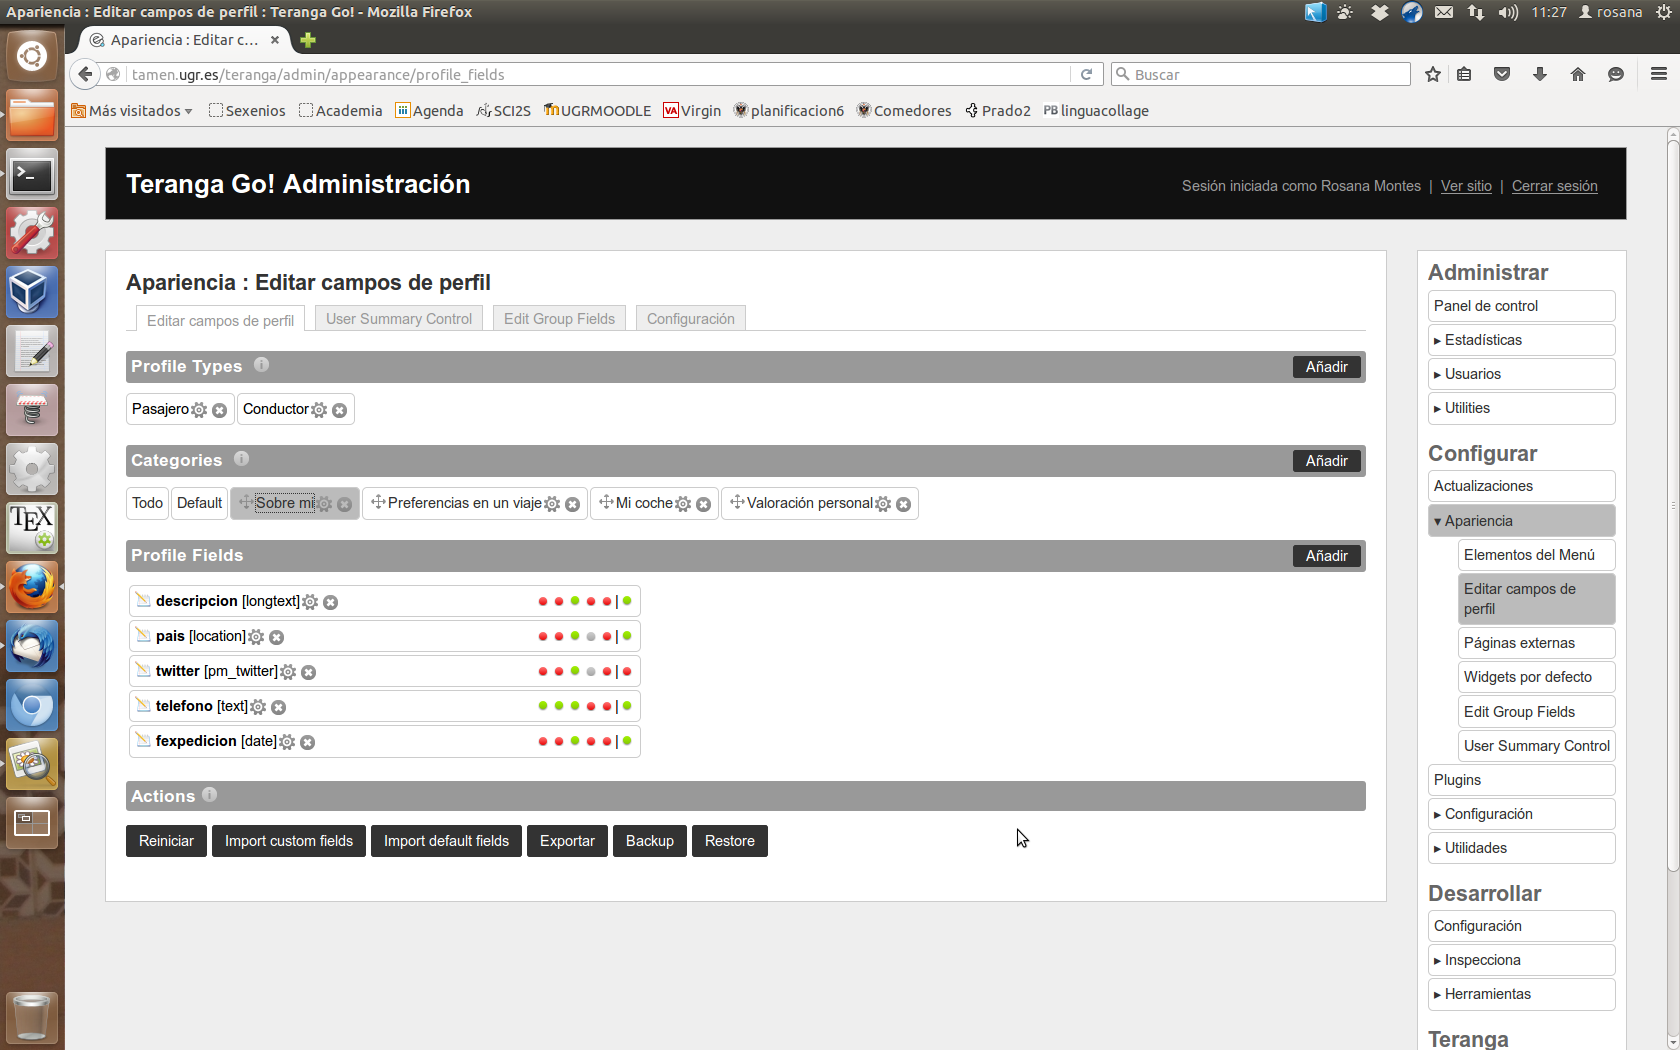 Apariencia : Editar campos de perfil : Teranga Go! - Mozilla Firefox
11:27
rosana
Apariencia : Editar c...
tamen.ugr.es/teranga/admin/appearance/profile_fields
Buscar
Más visitados
Sexenios
Academia
Agenda
SCI2S
UGRMOODLE
VA Virgin
planificacion6
Comedores
Prado2
PB linguacollage
Teranga Go! Administración
Sesión iniciada como Rosana Montes | Ver sitio | Cerrar sesión
Apariencia : Editar campos de perfil
Editar campos de perfil
User Summary Control
Edit Group Fields
Configuración
Profile Types
Añadir
Pasajero
Conductor
Categories
Añadir
Todo
Default
Sobre mi
Preferencias en un viaje
Mi coche
Valoración personal
Profile Fields
Añadir
descripcion [longtext]
pais [location]
twitter [pm_twitter]
telefono [text]
fexpedicion [date]
Actions
Reiniciar
Import custom fields
Import default fields
Exportar
Backup
Restore
Administrar
Panel de control
▸ Estadísticas
▸ Usuarios
▸ Utilities
Configurar
Actualizaciones
▾ Apariencia
Elementos del Menú
Editar campos de
perfil
Páginas externas
Widgets por defecto
Edit Group Fields
User Summary Control
Plugins
▸ Configuración
▸ Utilidades
Desarrollar
Configuración
▸ Inspecciona
▸ Herramientas
Teranga
TEX